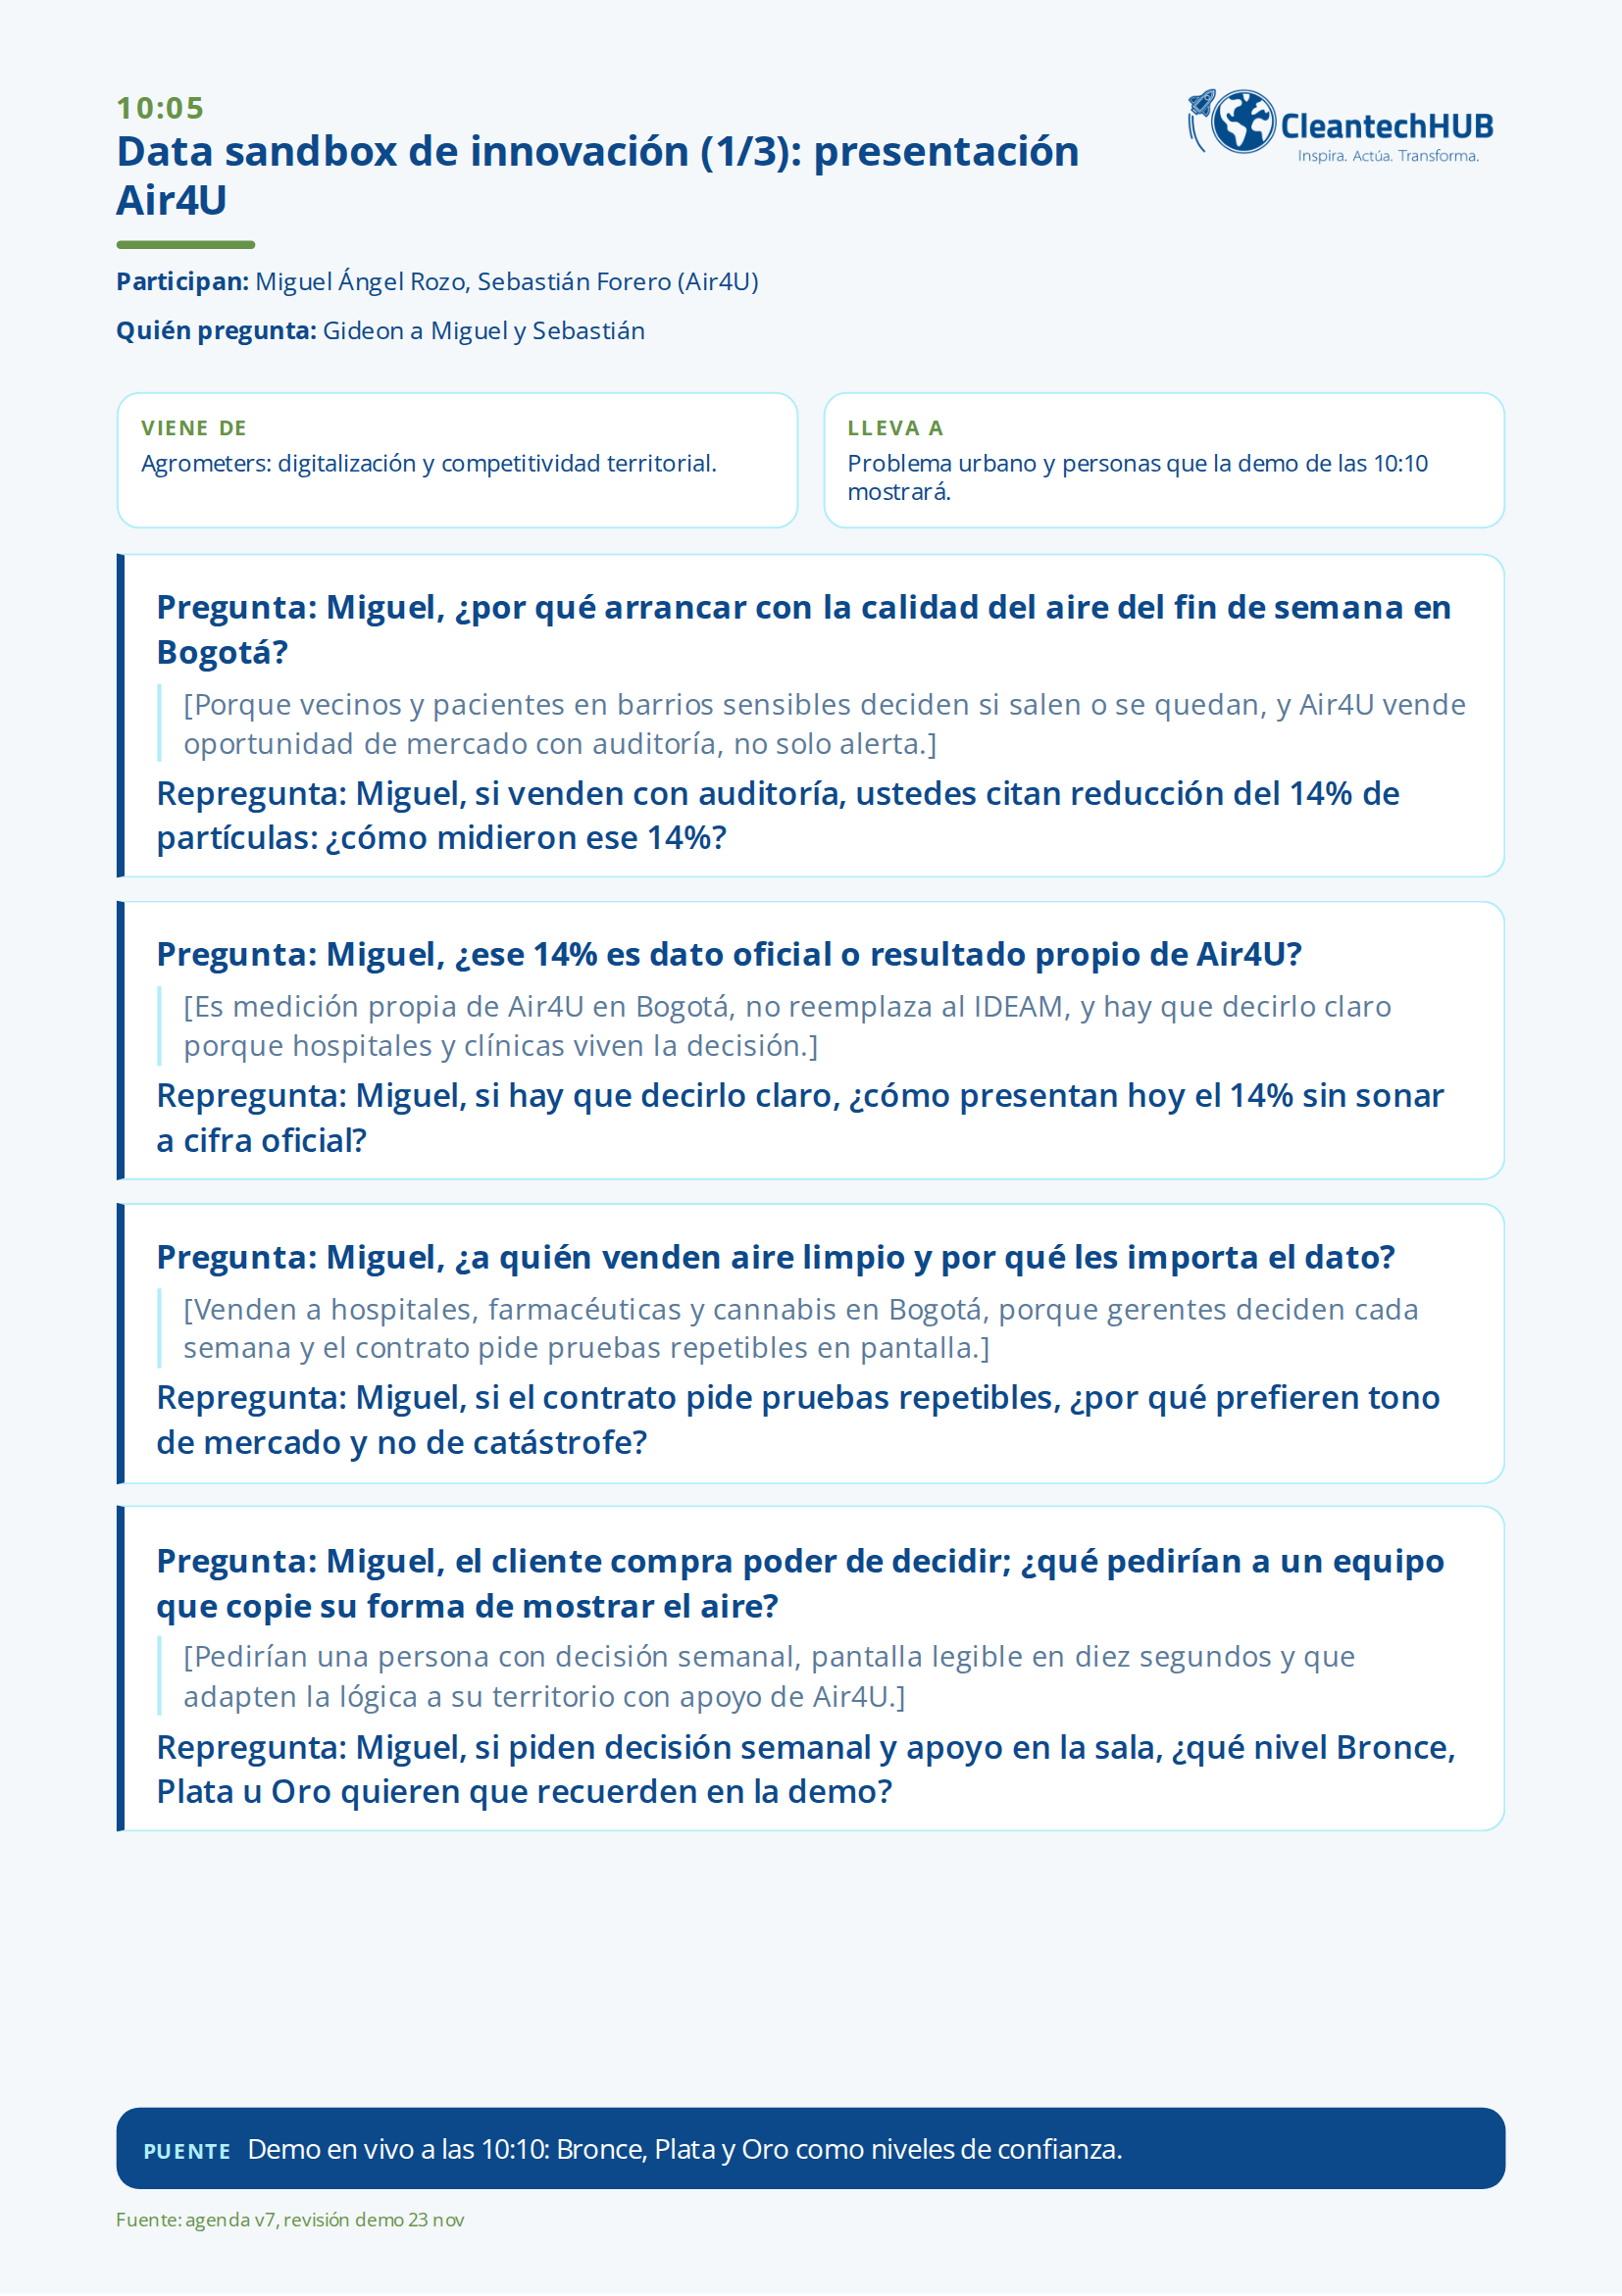 10:05
Data sandbox de innovación (1/3): presentación
Air4U
CleantechHUB
Inspira. Actúa. Transforma.
Participan: Miguel Ángel Rozo, Sebastián Forero (Air4U)
Quién pregunta: Gideon a Miguel y Sebastián
VIENE DE
Agrometers: digitalización y competitividad territorial.
LLEVA A
Problema urbano y personas que la demo de las 10:10
mostrará.
Pregunta: Miguel, ¿por qué arrancar con la calidad del aire del fin de semana en
Bogotá?
[Porque vecinos y pacientes en barrios sensibles deciden si salen o se quedan, y Air4U vende
oportunidad de mercado con auditoría, no solo alerta.]
Repregunta: Miguel, si venden con auditoría, ustedes citan reducción del 14% de
partículas: ¿cómo midieron ese 14%?
Pregunta: Miguel, ¿ese 14% es dato oficial o resultado propio de Air4U?
[Es medición propia de Air4U en Bogotá, no reemplaza al IDEAM, y hay que decirlo claro
porque hospitales y clínicas viven la decisión.]
Repregunta: Miguel, si hay que decirlo claro, ¿cómo presentan hoy el 14% sin sonar
a cifra oficial?
Pregunta: Miguel, ¿a quién venden aire limpio y por qué les importa el dato?
[Venden a hospitales, farmacéuticas y cannabis en Bogotá, porque gerentes deciden cada
semana y el contrato pide pruebas repetibles en pantalla.]
Repregunta: Miguel, si el contrato pide pruebas repetibles, ¿por qué prefieren tono
de mercado y no de catástrofe?
Pregunta: Miguel, el cliente compra poder de decidir; ¿qué pedirían a un equipo
que copie su forma de mostrar el aire?
[Pedirían una persona con decisión semanal, pantalla legible en diez segundos y que
adapten la lógica a su territorio con apoyo de Air4U.]
Repregunta: Miguel, si piden decisión semanal y apoyo en la sala, ¿qué nivel Bronce,
Plata u Oro quieren que recuerden en la demo?
PUENTE Demo en vivo a las 10:10: Bronce, Plata y Oro como niveles de confianza.
Fuente: agenda v7, revisión demo 23 nov